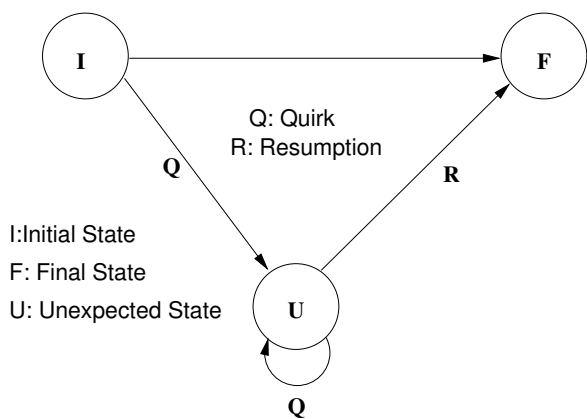 I
F
Q: Quirk
R: Resumption
Q
R
I:Initial State
F: Final State
U: Unexpected State
U
Q